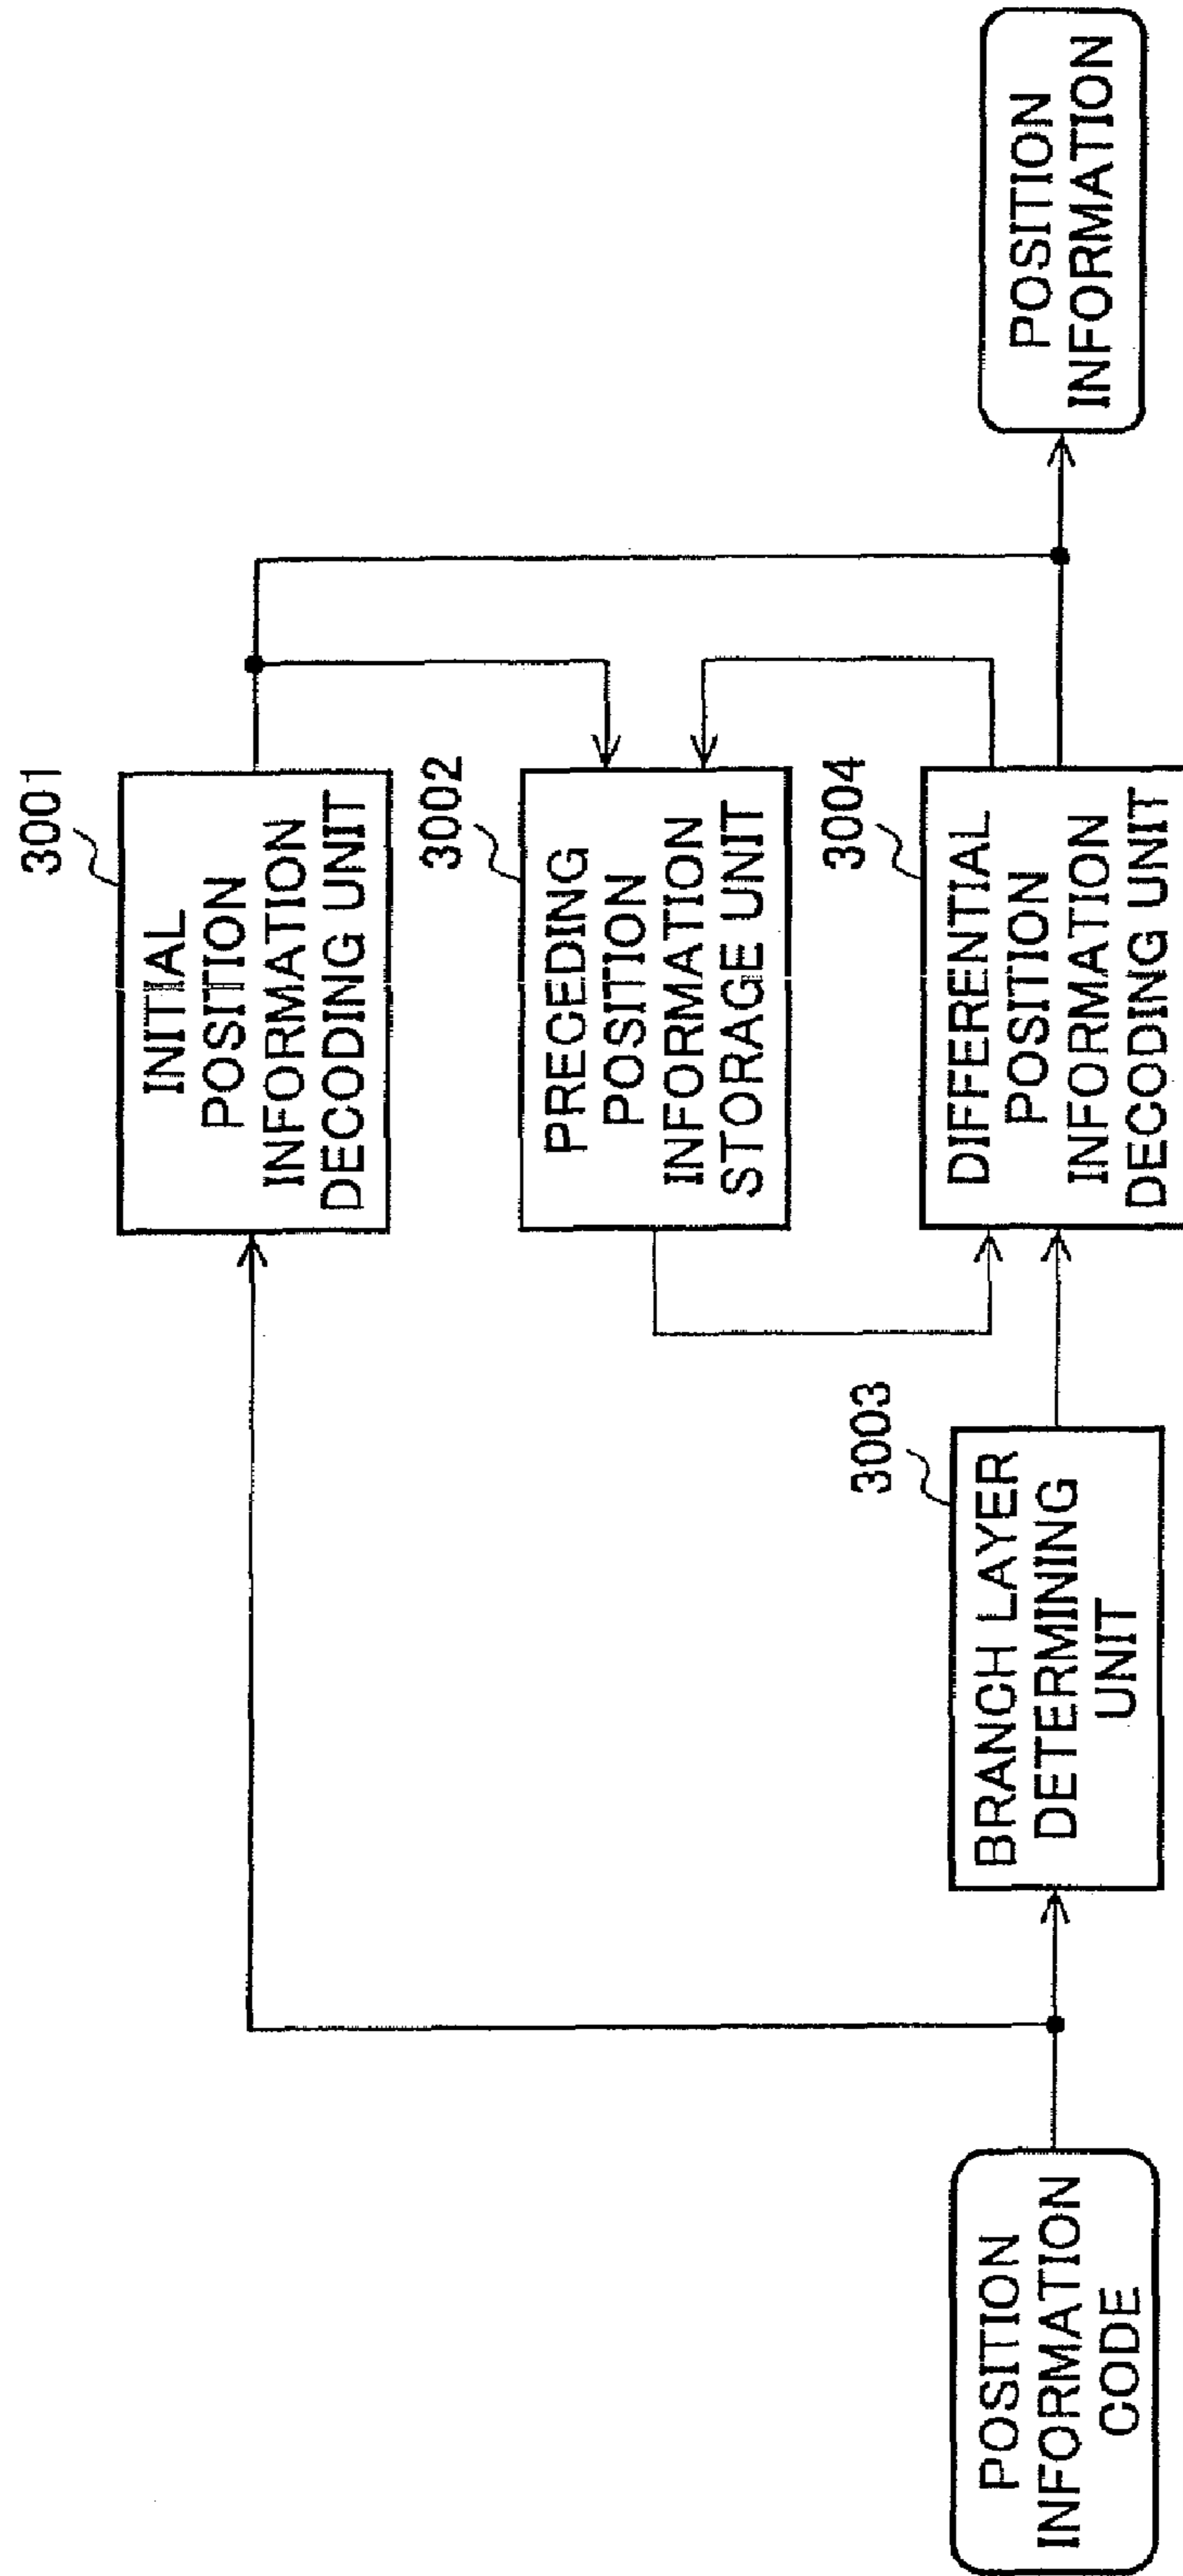 POSITION
INFORMATION
CODE
3003
BRANCH LAYER
DETERMINING
UNIT
3001
INITIAL
POSITION
INFORMATION
DECODING UNIT
3002
PRECEDING
POSITION
INFORMATION
STORAGE UNIT
3004
DIFFERENTIAL
POSITION
INFORMATION
DECODING UNIT
POSITION
INFORMATION